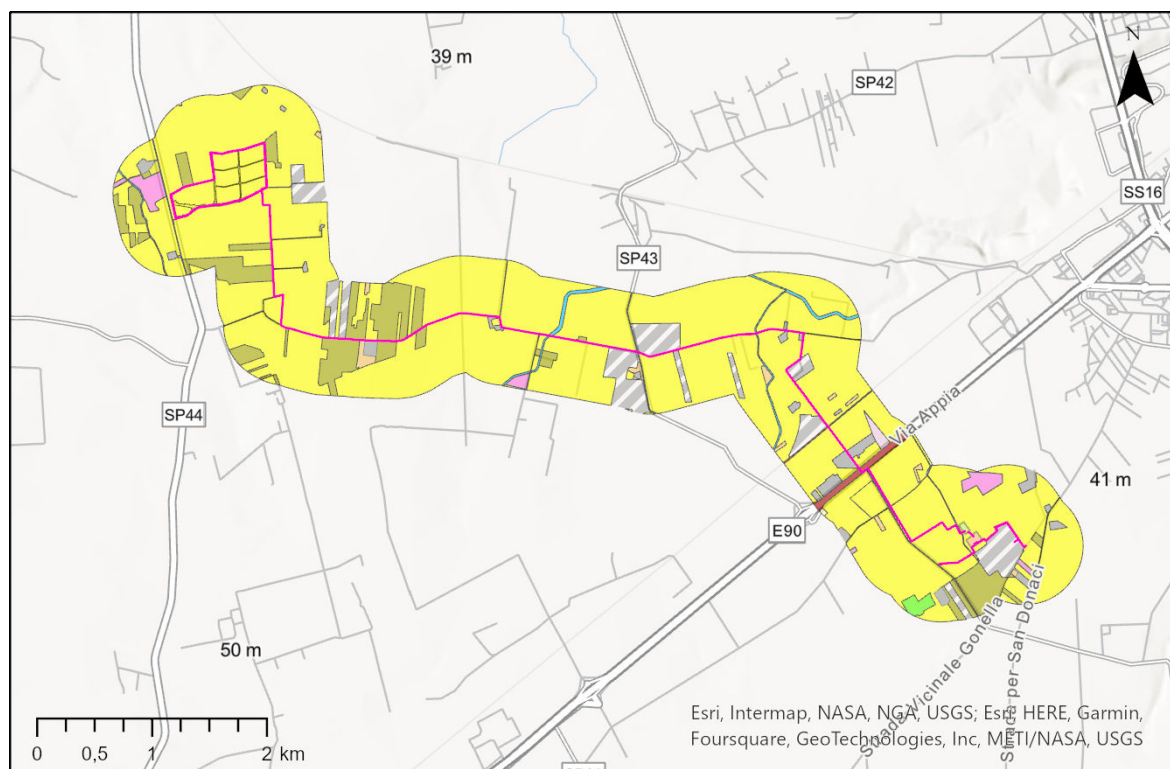 39 m
N
SP42
SS16
SP43
SP44
Via Appia
41 m
E90
50 m
Strada Vicinale Gonella
Strada per San Donaci
0 0,5 1 2 km
Esri, Intermap, NASA, NGA, USGS; Esri, HERE, Garmin,
Foursquare, GeoTechnologies, Inc, METI/NASA, USGS